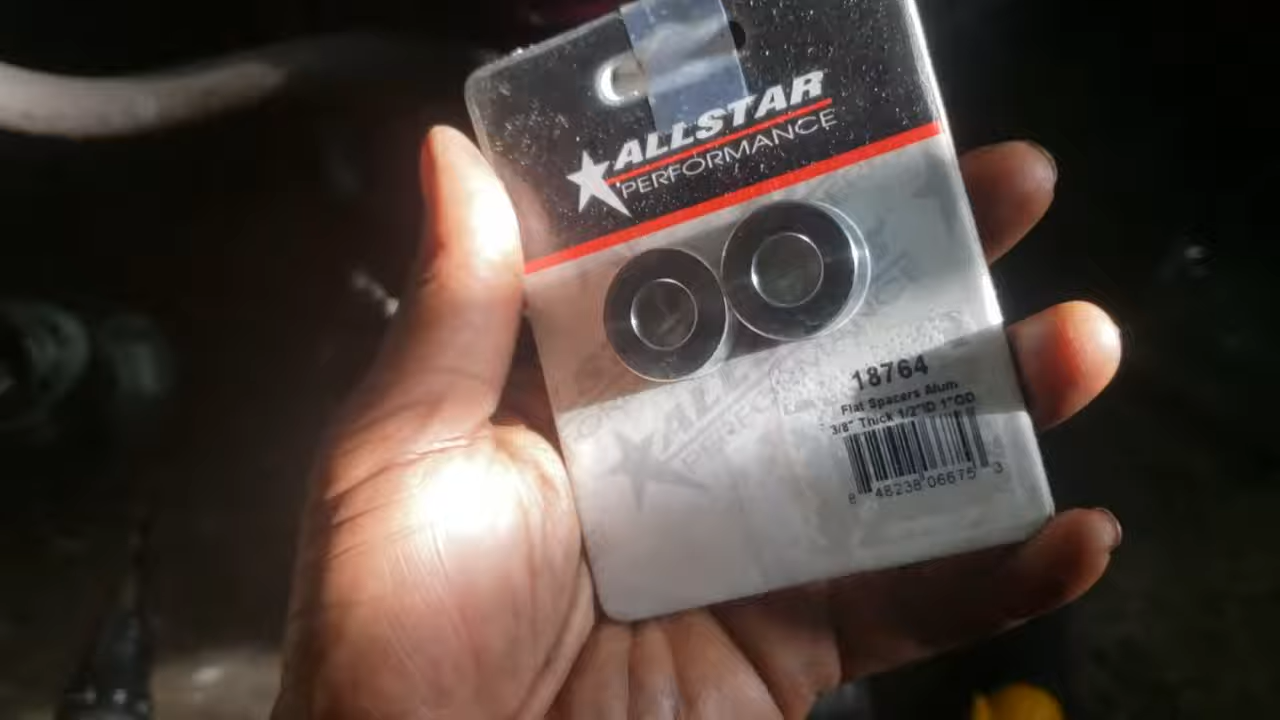 ALLSTAR
PERFORMANCE
18764
Flat Spacers Alum
3/8" Thick 1/2"ID 1"OD
8 48238 06675 3